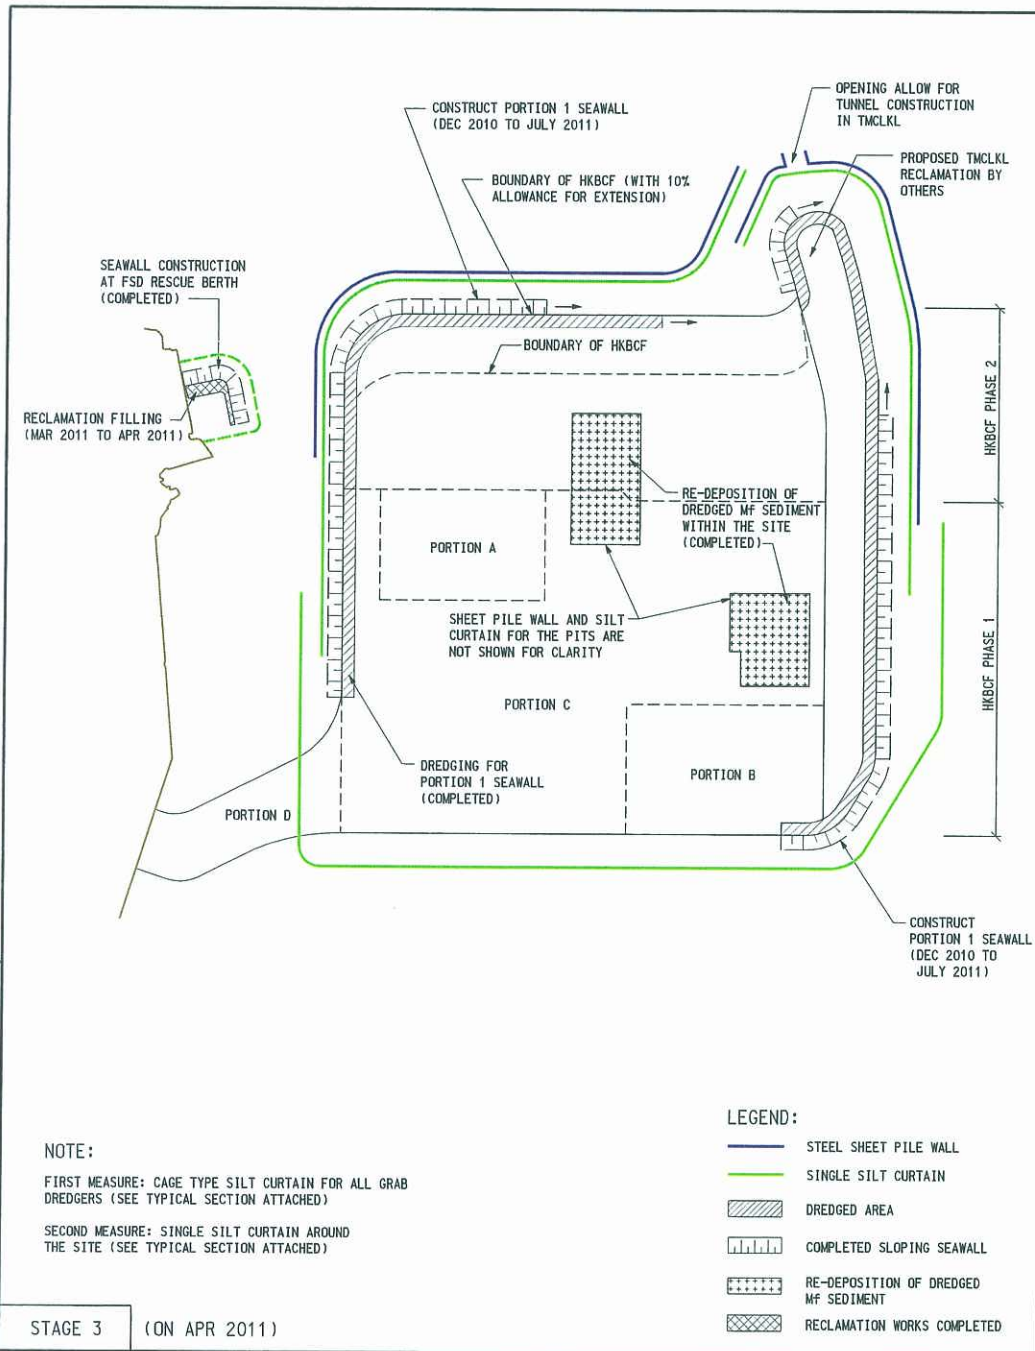 OPENING ALLOW FOR
TUNNEL CONSTRUCTION
IN TMCLKL
CONSTRUCT PORTION 1 SEAWALL
(DEC 2010 TO JULY 2011)
PROPOSED TMCLKL
RECLAMATION BY
OTHERS
BOUNDARY OF HKBCF (WITH 10%
ALLOWANCE FOR EXTENSION)
SEAWALL CONSTRUCTION
AT FSD RESCUE BERTH
(COMPLETED)
BOUNDARY OF HKBCF
RECLAMATION FILLING
(MAR 2011 TO APR 2011)
HKBCF PHASE 2
RE-DEPOSITION OF
DREDGED Mf SEDIMENT
WITHIN THE SITE
(COMPLETED)
PORTION A
SHEET PILE WALL AND SILT
CURTAIN FOR THE PITS ARE
NOT SHOWN FOR CLARITY
HKBCF PHASE 1
PORTION C
DREDGING FOR
PORTION 1 SEAWALL
(COMPLETED)
PORTION B
PORTION D
CONSTRUCT
PORTION 1 SEAWALL
(DEC 2010 TO
JULY 2011)
NOTE:
FIRST MEASURE: CAGE TYPE SILT CURTAIN FOR ALL GRAB
DREDGERS (SEE TYPICAL SECTION ATTACHED)
SECOND MEASURE: SINGLE SILT CURTAIN AROUND
THE SITE (SEE TYPICAL SECTION ATTACHED)
LEGEND:
STEEL SHEET PILE WALL
SINGLE SILT CURTAIN
DREDGED AREA
COMPLETED SLOPING SEAWALL
RE-DEPOSITION OF DREDGED
Mf SEDIMENT
RECLAMATION WORKS COMPLETED
STAGE 3 (ON APR 2011)